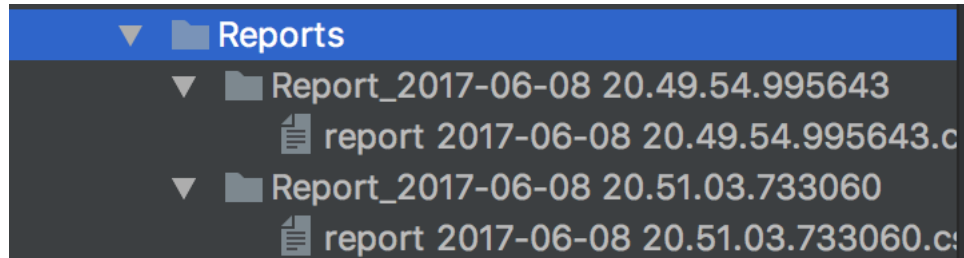 Reports
Report_2017-06-08 20.49.54.995643
report 2017-06-08 20.49.54.995643.c
Report_2017-06-08 20.51.03.733060
report 2017-06-08 20.51.03.733060.cs